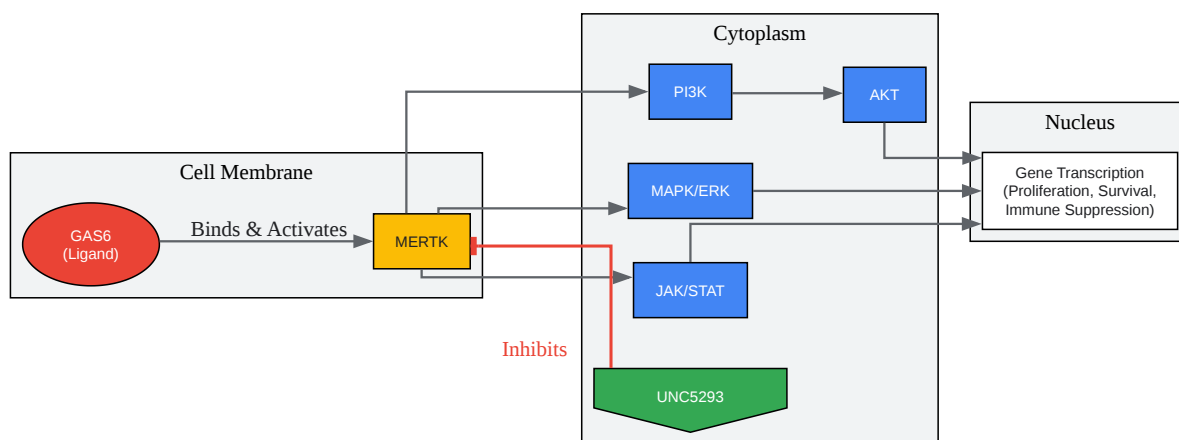 Cytoplasm
PI3K
AKT
Nucleus
Cell Membrane
Gene Transcription
(Proliferation, Survival,
Immune Suppression)
MAPK/ERK
GAS6
(Ligand)
Binds & Activates
MERTK
JAK/STAT
Inhibits
UNC5293